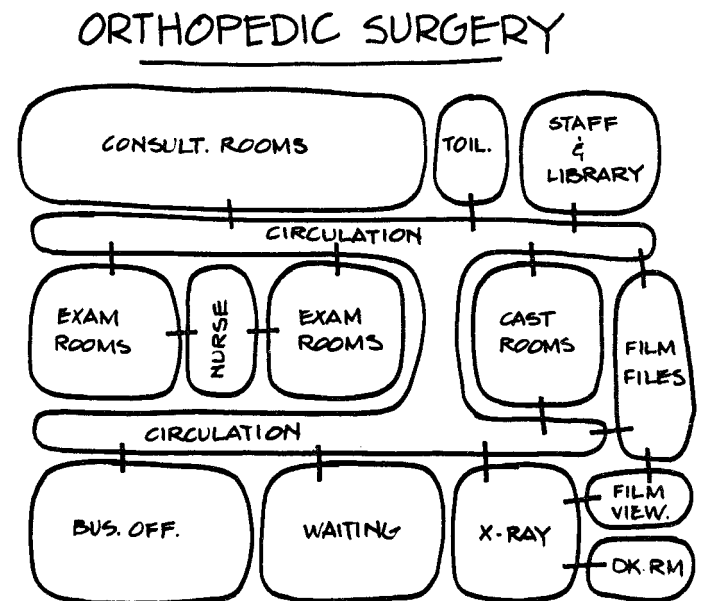 ORTHOPEDIC SURGERY
CONSULT. ROOMS
TOIL.
STAFF
&
LIBRARY
CIRCULATION
EXAM
ROOMS
NURSE
EXAM
ROOMS
CAST
ROOMS
FILM
FILES
CIRCULATION
BUS. OFF.
WAITING
X-RAY
FILM
VIEW.
DK. RM